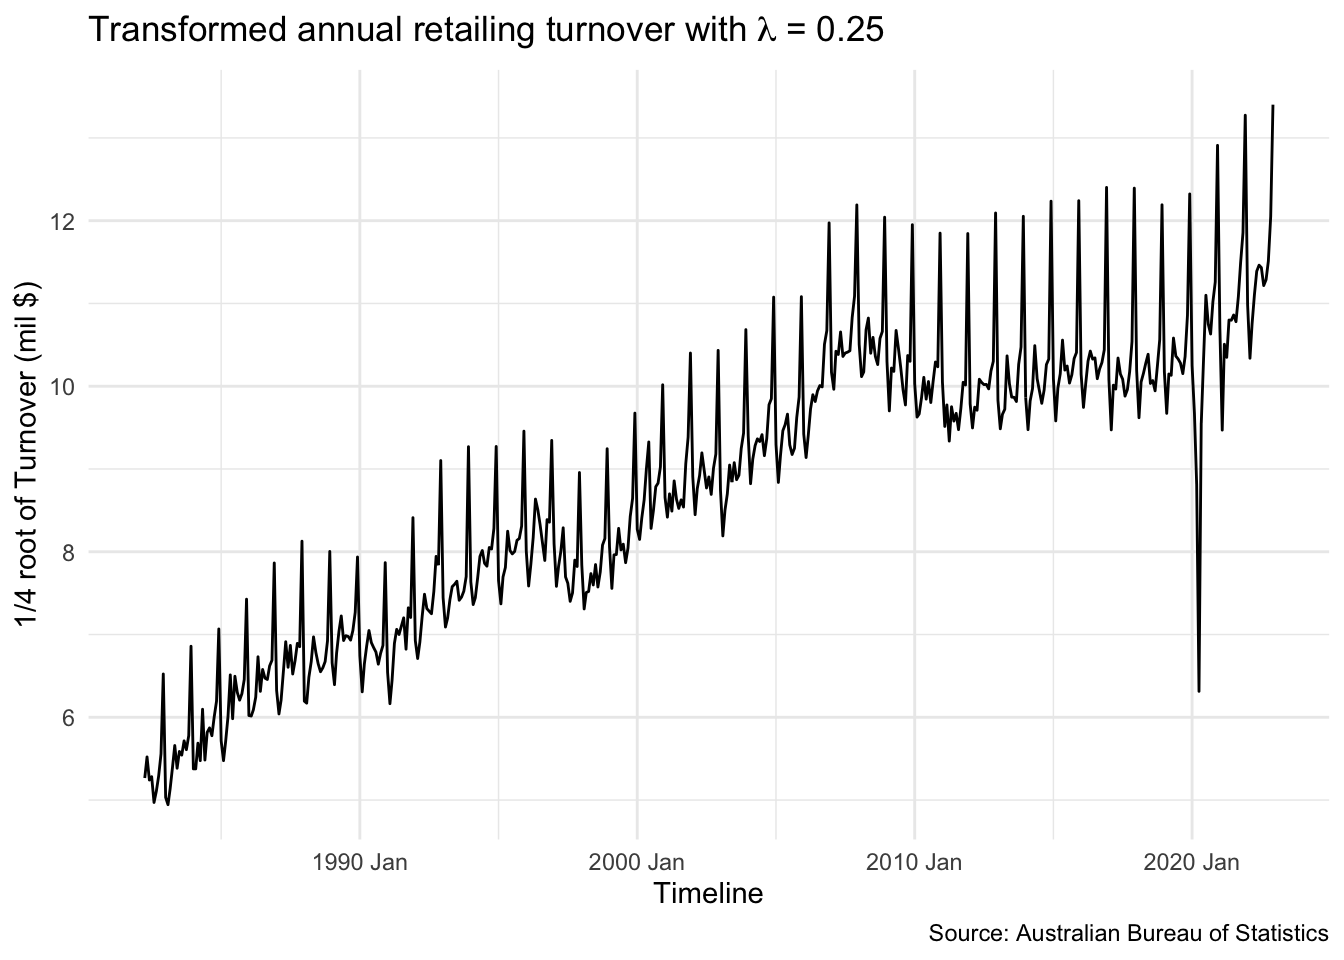 Transformed annual retailing turnover with λ = 0.25
1/4 root of Turnover (mil $)
12
10
8
6
1990 Jan
2000 Jan
2010 Jan
2020 Jan
Timeline
Source: Australian Bureau of Statistics